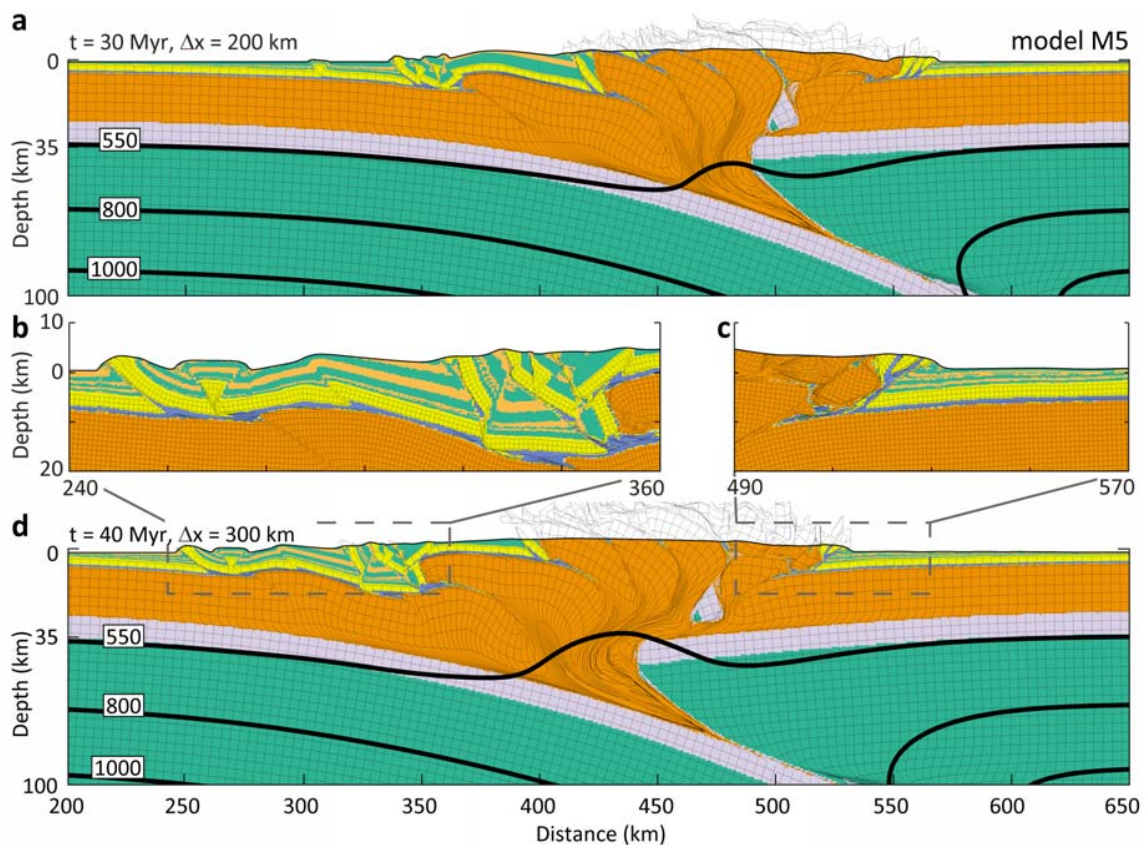 a
t = 30 Myr, Δx = 200 km
model M5
0
35
100
Depth (km)
550
800
1000
b
10
0
20
Depth (km)
240
360
c
490
570
d
t = 40 Myr, Δx = 300 km
0
35
100
Depth (km)
550
800
1000
200
250
300
350
400
450
500
550
600
650
Distance (km)